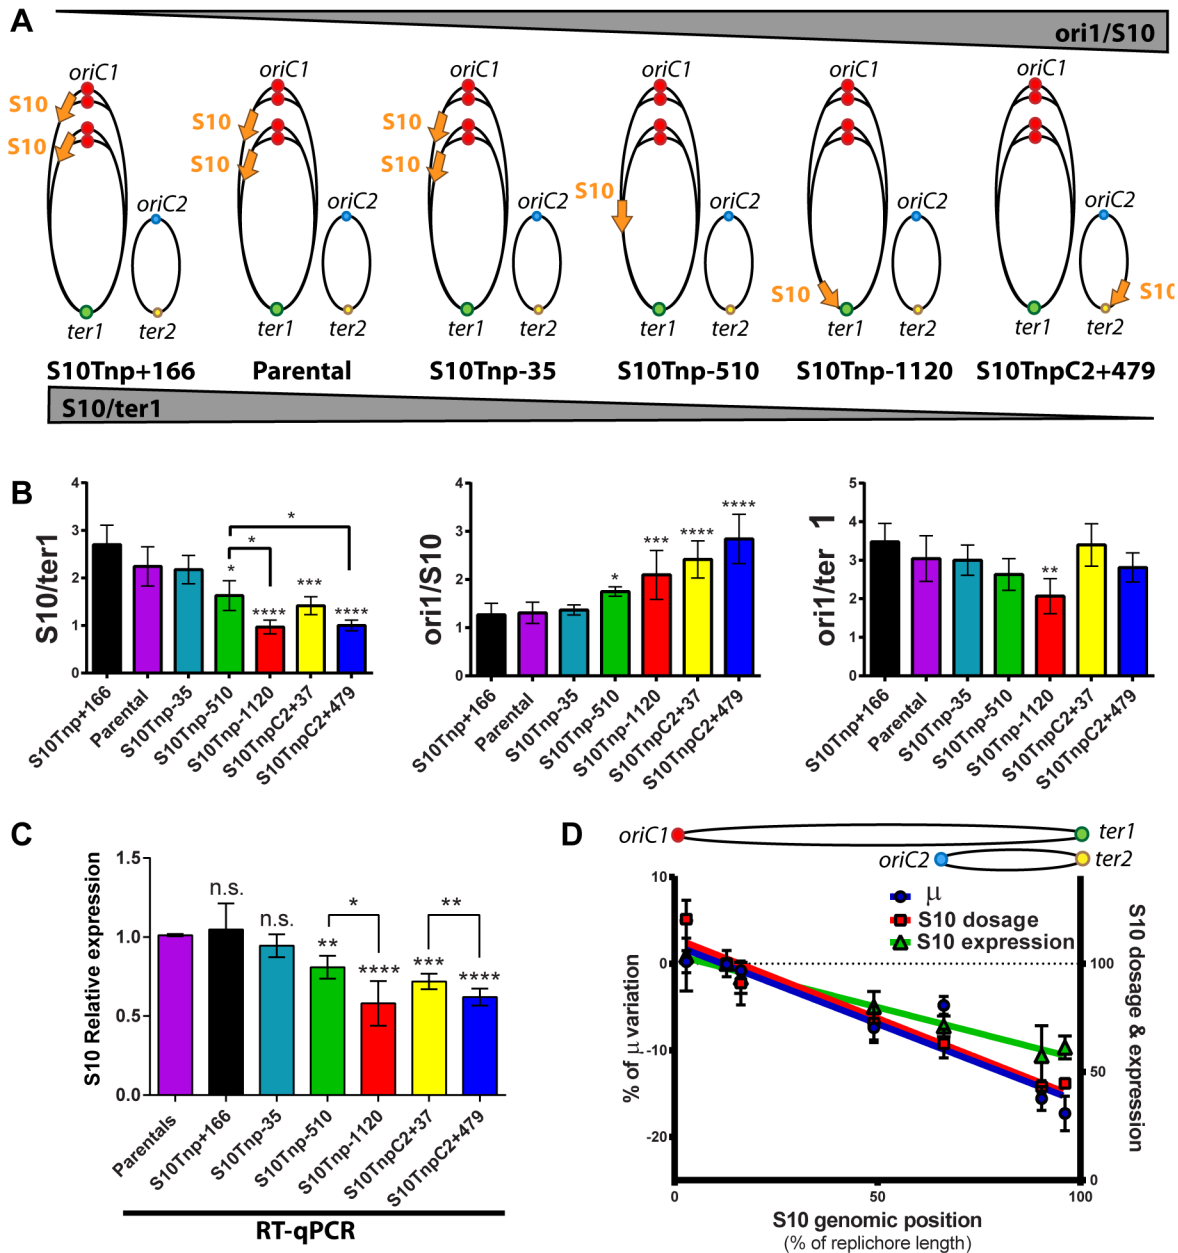 A
ori1/S10
oriC1 oriC1 oriC1 oriC1 oriC1 oriC1
S10 S10 S10
S10 S10 S10
S10
oriC2 oriC2 oriC2 oriC2 oriC2 oriC2
S10 S10
ter1 ter2 ter1 ter2 ter1 ter2 ter1 ter2 ter1 ter2 ter1 ter2
S10Tnp+166 Parental S10Tnp-35 S10Tnp-510 S10Tnp-1120 S10TnpC2+479
S10/ter1
B
S10/ter1
4
3
2
1
0
*
* * **** *** ****
S10Tnp+166
Parental
S10Tnp-35
S10Tnp-510
S10Tnp-1120
S10TnpC2+37
S10TnpC2+479
ori1/S10
4
3
2
1
0
* *** **** ****
S10Tnp+166
Parental
S10Tnp-35
S10Tnp-510
S10Tnp-1120
S10TnpC2+37
S10TnpC2+479
ori1/ter 1
5
4
3
2
1
0
**
S10Tnp+166
Parental
S10Tnp-35
S10Tnp-510
S10Tnp-1120
S10TnpC2+37
S10TnpC2+479
C
S10 Relative expression
1.5
1.0
0.5
0.0
n.s. n.s. ** **** *** ****
* **
Parentals
S10Tnp+166
S10Tnp-35
S10Tnp-510
S10Tnp-1120
S10TnpC2+37
S10TnpC2+479
RT-qPCR
D
oriC1 ter1
oriC2 ter2
% of μ variation
10
0
-10
-20
μ
S10 dosage
S10 expression
100
50
0
S10 dosage & expression
0 50 100
S10 genomic position
(% of replichore length)